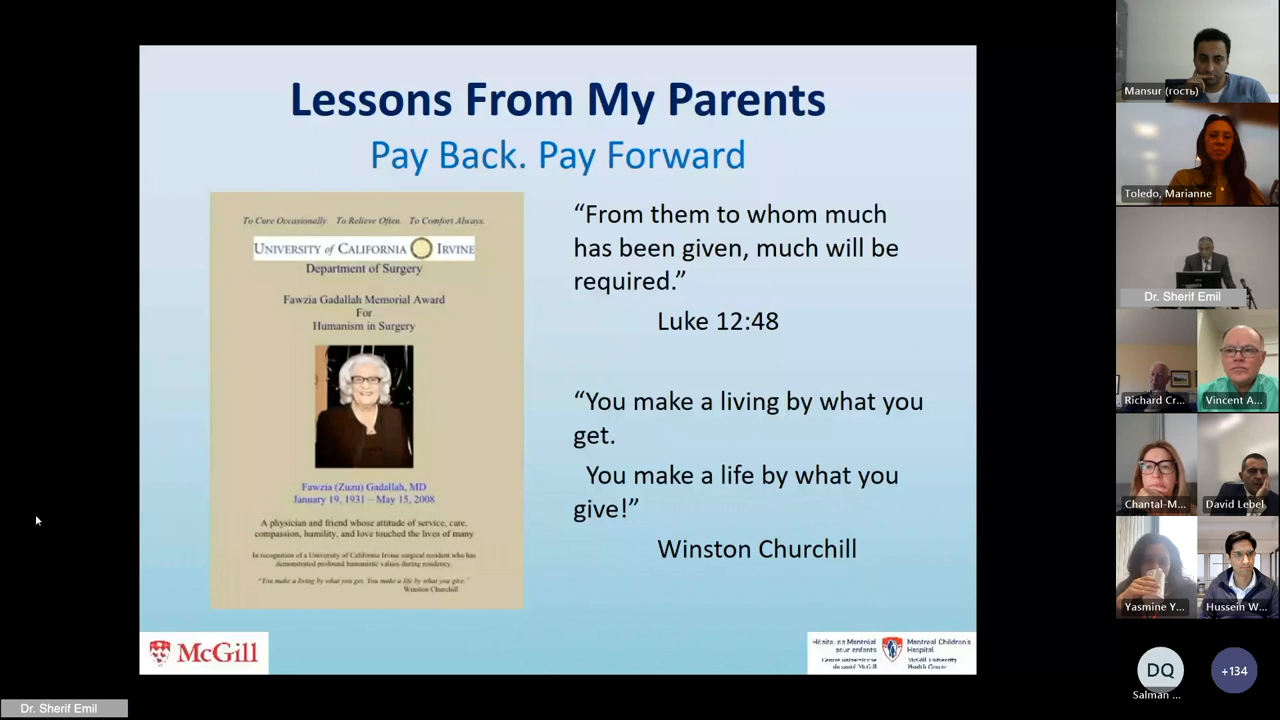 Lessons From My Parents
Pay Back. Pay Forward
To Cure Occasionally. To Relieve Often. To Comfort Always.
UNIVERSITY of CALIFORNIA IRVINE
Department of Surgery
Fawzia Gadallah Memorial Award
For
Humanism in Surgery
Fawzia (Zuzu) Gadallah, MD
January 19, 1931 – May 15, 2008
A physician and friend whose attitude of service, care,
compassion, humility, and love touched the lives of many
In recognition of a University of California Irvine surgical resident who has
demonstrated profound humanistic values during residency.
"You make a living by what you get. You make a life by what you give."
Winston Churchill
“From them to whom much
has been given, much will be
required.”
Luke 12:48
“You make a living by what you
get.
You make a life by what you
give!”
Winston Churchill
McGill
Hôpital de Montréal
pour enfants
Centre universitaire
de santé McGill
Montreal Children's
Hospital
McGill University
Health Centre
Mansur (гость)
Toledo, Marianne
Dr. Sherif Emil
Richard Cr...
Vincent A...
Chantal-M...
David Lebel
Yasmine Y...
Hussein W...
DQ
Salman ...
+134
Dr. Sherif Emil